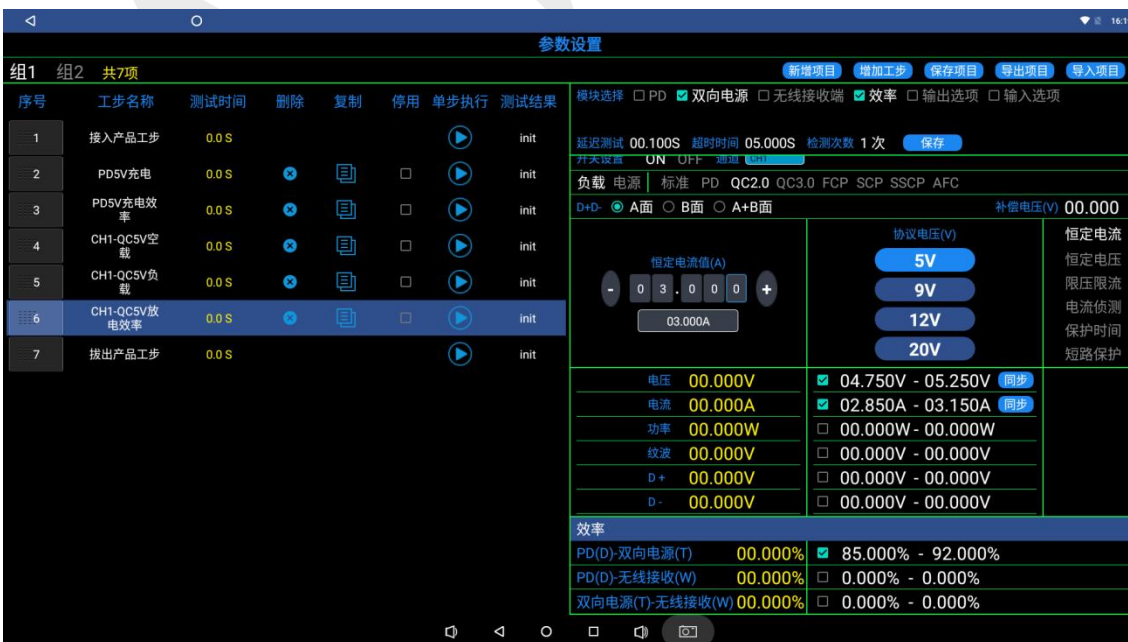 16:1
参数设置
组1 组2 共7项 新增项目 增加工步 保存项目 导出项目 导入项目
序号 工步名称 测试时间 删除 复制 停用 单步执行 测试结果
1 接入产品工步 0.0 S init
2 PD5V充电 0.0 S init
3 PD5V充电效率 0.0 S init
4 CH1-QC5V空载 0.0 S init
5 CH1-QC5V负载 0.0 S init
6 CH1-QC5V放电效率 0.0 S init
7 拔出产品工步 0.0 S init
模块选择 PD 双向电源 无线接收端 效率 输出选项 输入选项
延迟测试 00.100S 超时时间 05.000S 检测次数 1 次 保存
开关设置 ON OFF 通道 CH1
负载 电源 标准 PD QC2.0 QC3.0 FCP SCP SSCP AFC
D+D- A面 B面 A+B面 补偿电压(V) 00.000
恒定电流值(A)
- 0 3 . 0 0 0 +
03.000A
协议电压(V)
5V
9V
12V
20V
恒定电流
恒定电压
限压限流
电流侦测
保护时间
短路保护
电压 00.000V 04.750V - 05.250V 同步
电流 00.000A 02.850A - 03.150A 同步
功率 00.000W 00.000W - 00.000W
纹波 00.000V 00.000V - 00.000V
D + 00.000V 00.000V - 00.000V
D - 00.000V 00.000V - 00.000V
效率
PD(D)-双向电源(T) 00.000% 85.000% - 92.000%
PD(D)-无线接收(W) 00.000% 0.000% - 0.000%
双向电源(T)-无线接收(W) 00.000% 0.000% - 0.000%